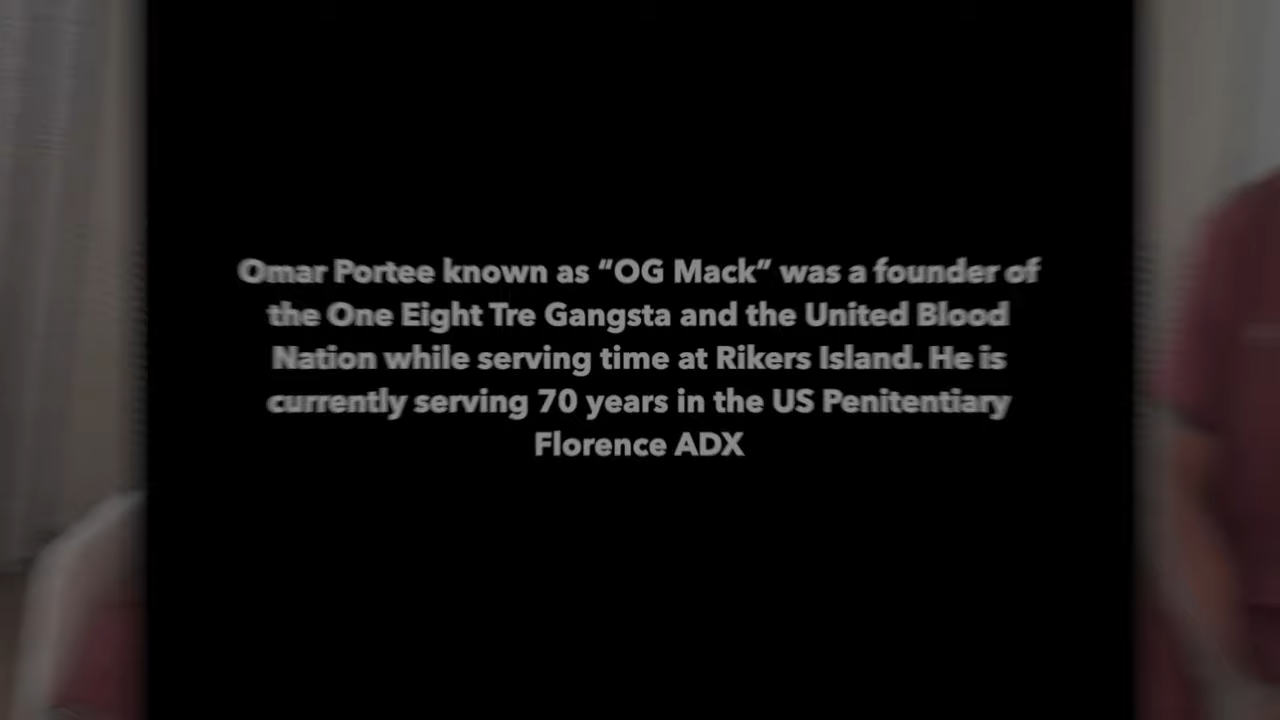 Omar Portee known as “OG Mack” was a founder of
the One Eight Tre Gangsta and the United Blood
Nation while serving time at Rikers Island. He is
currently serving 70 years in the US Penitentiary
Florence ADX